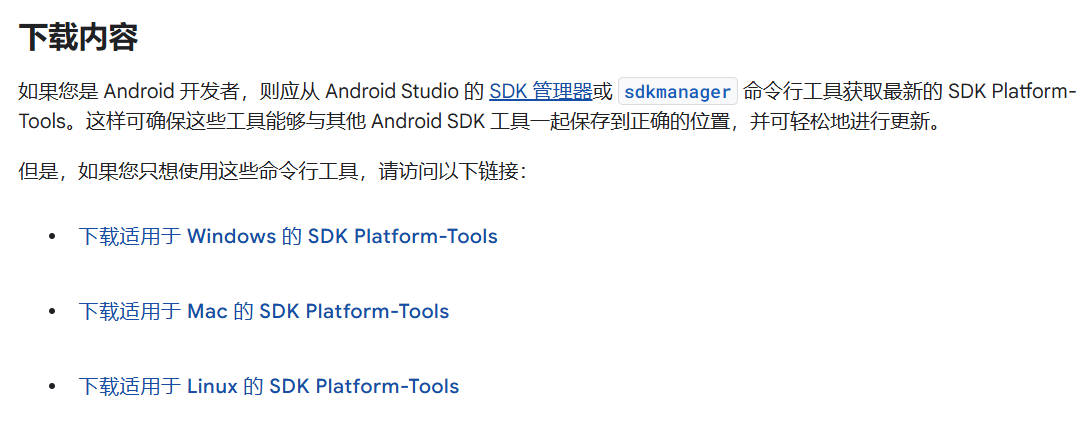 下载内容
如果您是 Android 开发者，则应从 Android Studio 的 SDK 管理器或 sdkmanager 命令行工具获取最新的 SDK Platform-
Tools。这样可确保这些工具能够与其他 Android SDK 工具一起保存到正确的位置，并可轻松地进行更新。
但是，如果您只想使用这些命令行工具，请访问以下链接：
• 下载适用于 Windows 的 SDK Platform-Tools
• 下载适用于 Mac 的 SDK Platform-Tools
• 下载适用于 Linux 的 SDK Platform-Tools